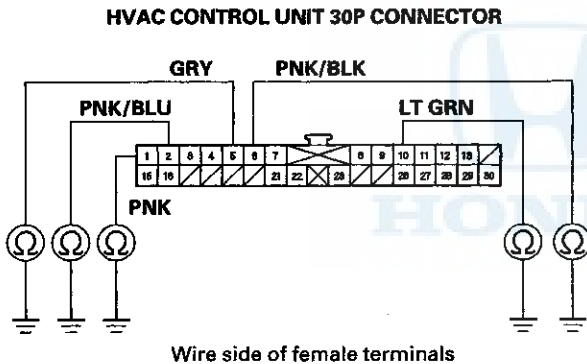 HVAC CONTROL UNIT 30P CONNECTOR
GRY PNK/BLK
PNK/BLU LT GRN
1 2 3 4 5 6 7 8 9 10 11 12 13
15 16 21 22 23 26 27 28 29 30
PNK
Ω Ω Ω Ω Ω
HON
Wire side of female terminals